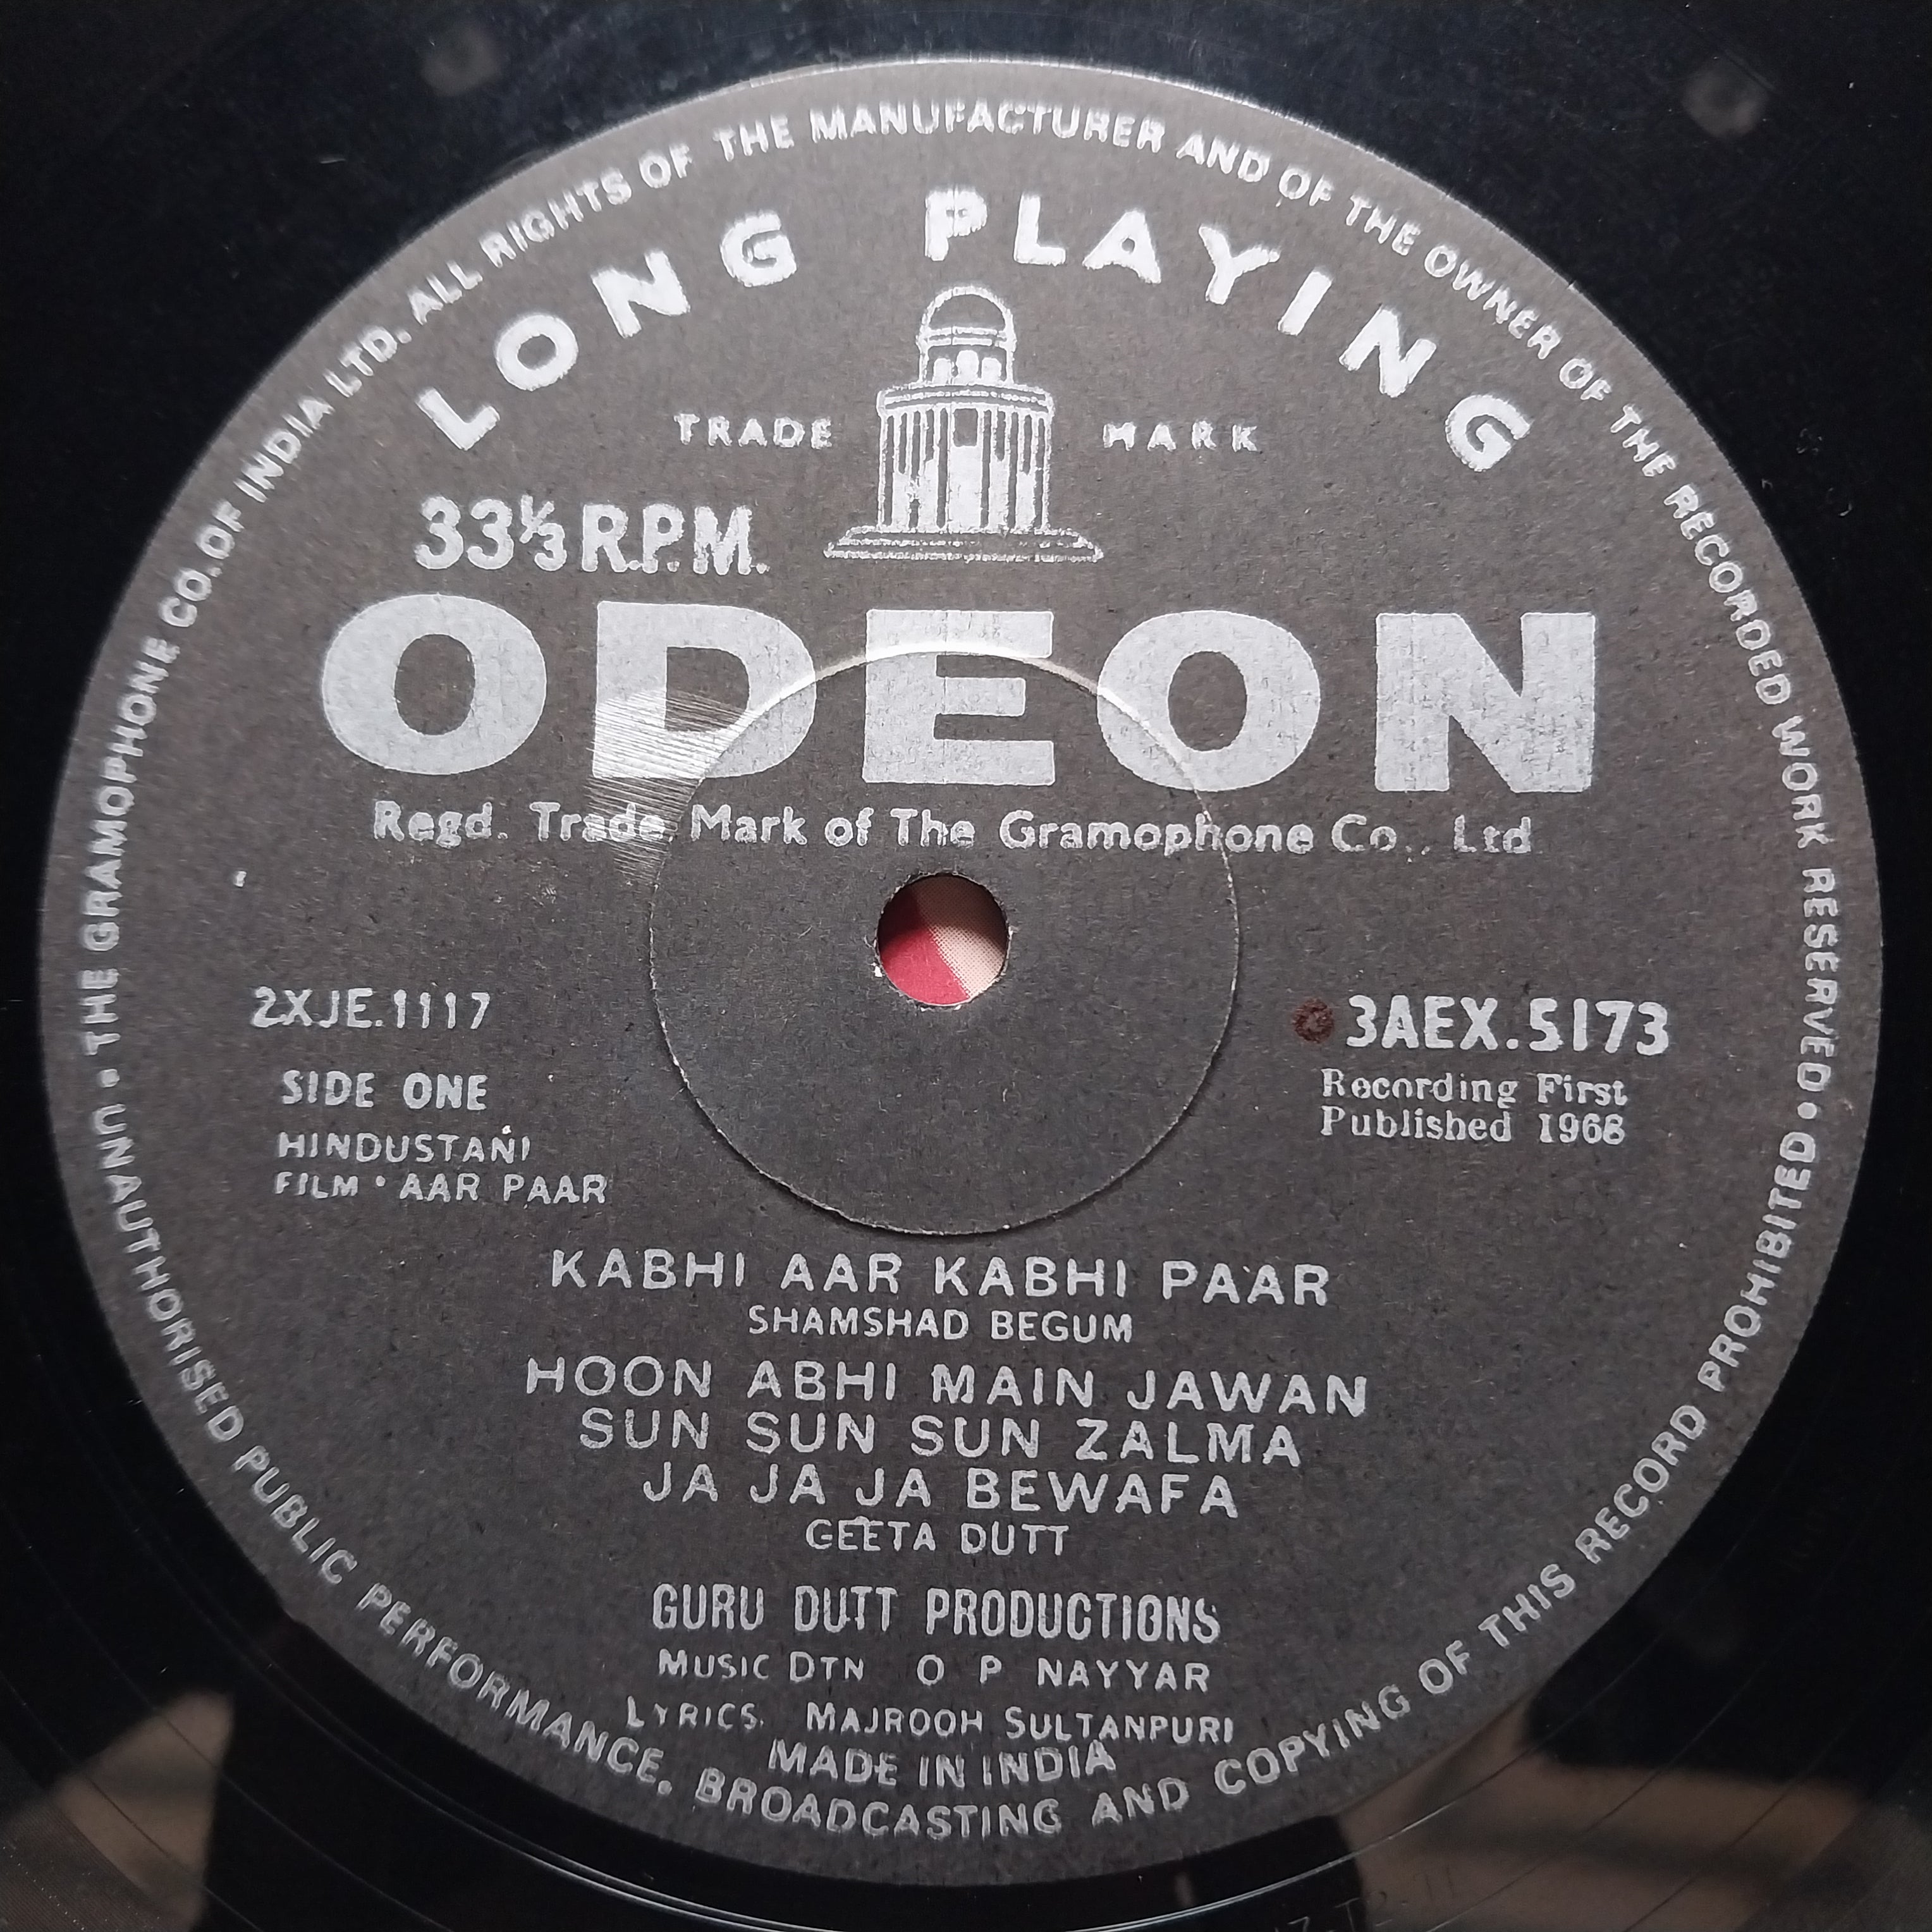 THE GRAMOPHONE CO. OF INDIA LTD. ALL RIGHTS OF THE MANUFACTURER AND OF THE OWNER OF THE RECORDED WORK RESERVED •
LONG PLAYING
TRADE MARK
33⅓ R.P.M.
ODEON
Regd. Trade Mark of The Gramophone Co., Ltd
2XJE.1117
3AEX.5173
SIDE ONE
Recording First
Published 1968
HINDUSTANI
FILM • AAR PAAR
KABHI AAR KABHI PAAR
SHAMSHAD BEGUM
HOON ABHI MAIN JAWAN
SUN SUN SUN ZALMA
JA JA JA BEWAFA
GEETA DUTT
GURU DUTT PRODUCTIONS
MUSIC DTN O P NAYYAR
LYRICS. MAJROOH SULTANPURI
MADE IN INDIA
UNAUTHORISED PUBLIC PERFORMANCE, BROADCASTING AND COPYING OF THIS RECORD PROHIBITED •